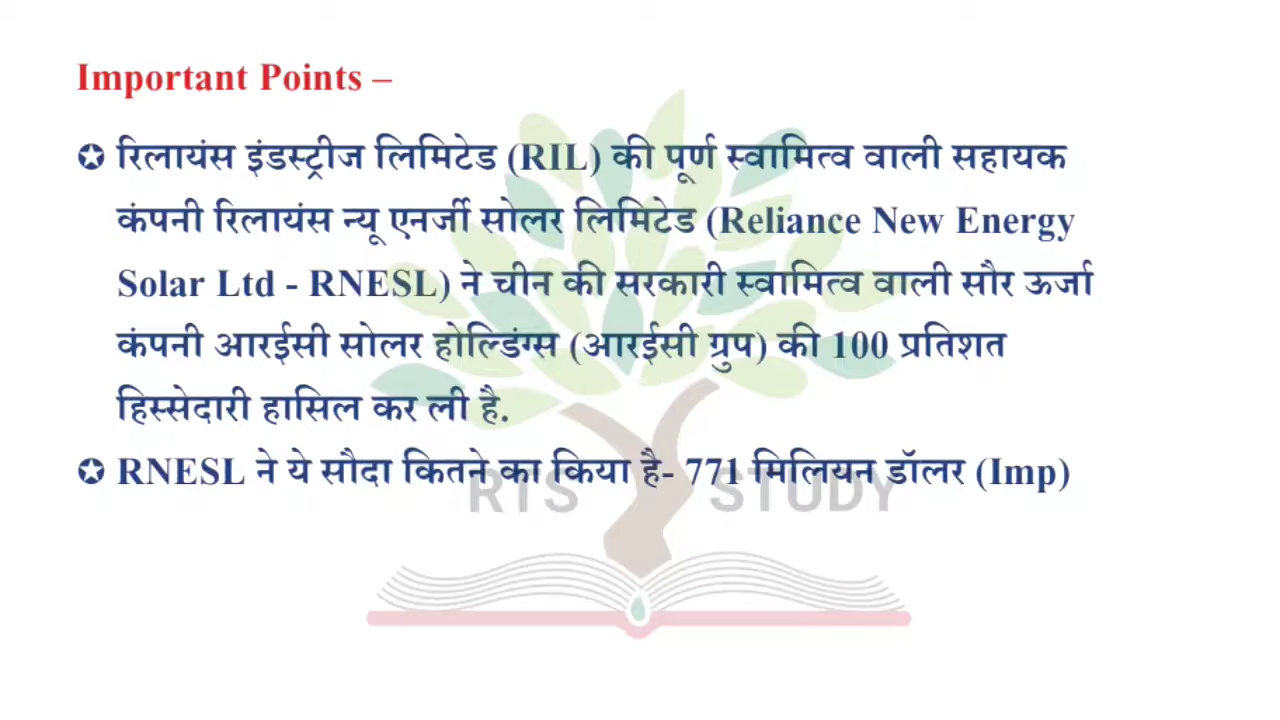 Important Points –
✪ रिलायंस इंडस्ट्रीज लिमिटेड (RIL) की पूर्ण स्वामित्व वाली सहायक
कंपनी रिलायंस न्यू एनर्जी सोलर लिमिटेड (Reliance New Energy
Solar Ltd - RNESL) ने चीन की सरकारी स्वामित्व वाली सौर ऊर्जा
कंपनी आरईसी सोलर होल्डिंग्स (आरईसी ग्रुप) की 100 प्रतिशत
हिस्सेदारी हासिल कर ली है.
✪ RNESL ने ये सौदा कितने का किया है- 771 मिलियन डॉलर (Imp)
RTS STUDY